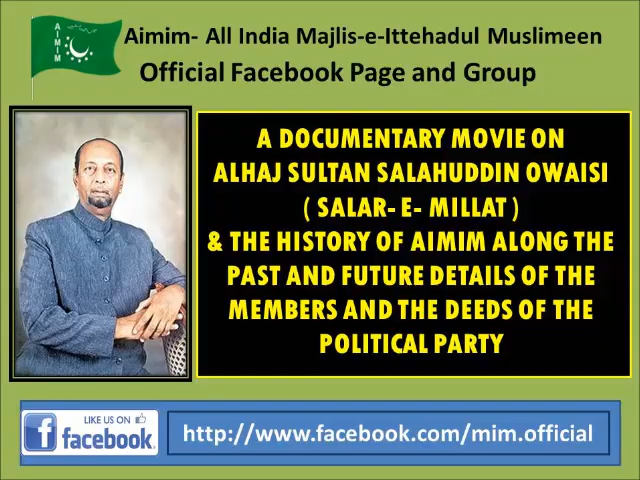 AIMIM
Aimim- All India Majlis-e-Ittehadul Muslimeen
Official Facebook Page and Group
A DOCUMENTARY MOVIE ON
ALHAJ SULTAN SALAHUDDIN OWAISI
( SALAR- E- MILLAT )
& THE HISTORY OF AIMIM ALONG THE
PAST AND FUTURE DETAILS OF THE
MEMBERS AND THE DEEDS OF THE
POLITICAL PARTY
LIKE US ON
f facebook.
http://www.facebook.com/mim.official